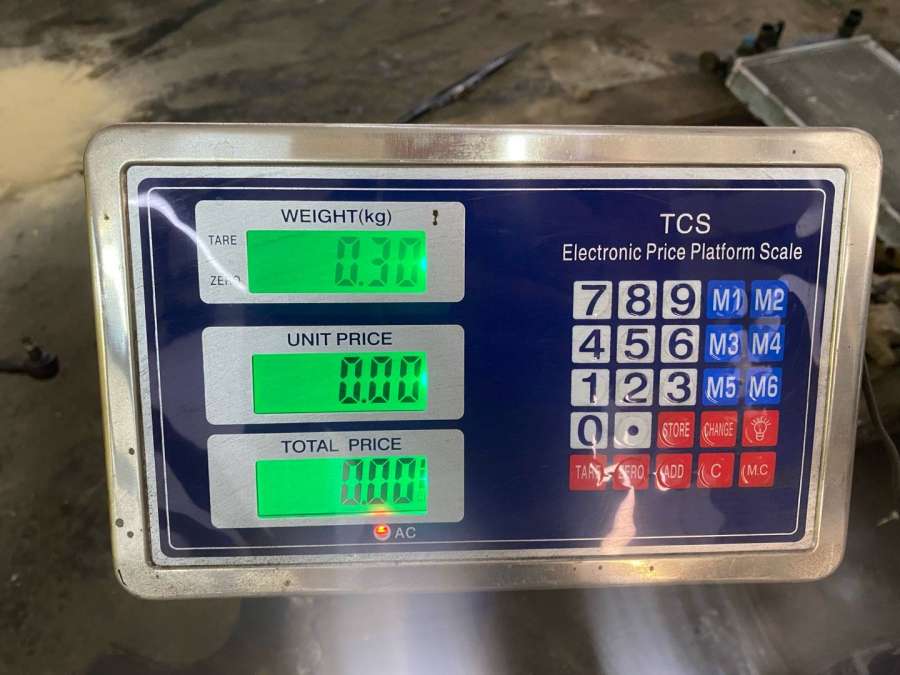 WEIGHT(kg)
TARE
0.30
ZERO
UNIT PRICE
0.00
TOTAL PRICE
0.00
AC
TCS
Electronic Price Platform Scale
7 8 9 M1 M2
4 5 6 M3 M4
1 2 3 M5 M6
0 . STORE CHANGE
TARE ZERO ADD C M.C